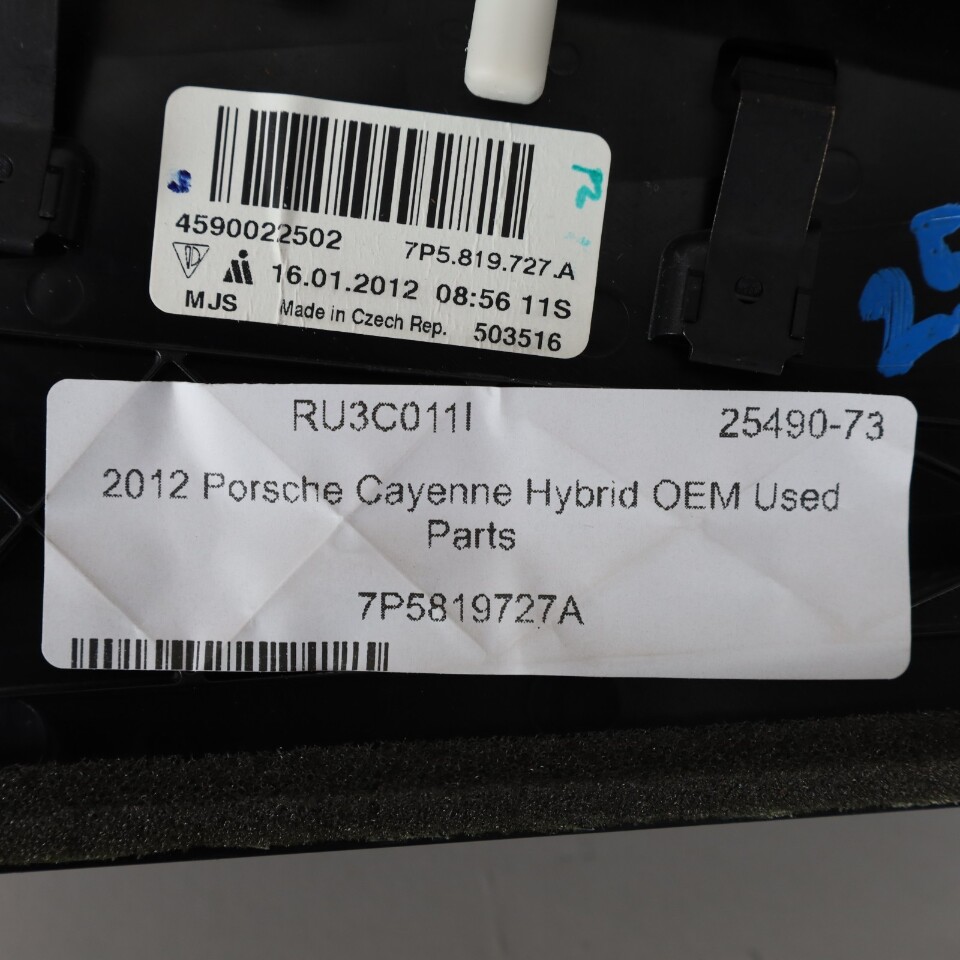 4590022502 7P5.819.727.A
16.01.2012 08:56 11S
MJS Made in Czech Rep. 503516
RU3C011I 25490-73
2012 Porsche Cayenne Hybrid OEM Used
Parts
7P5819727A